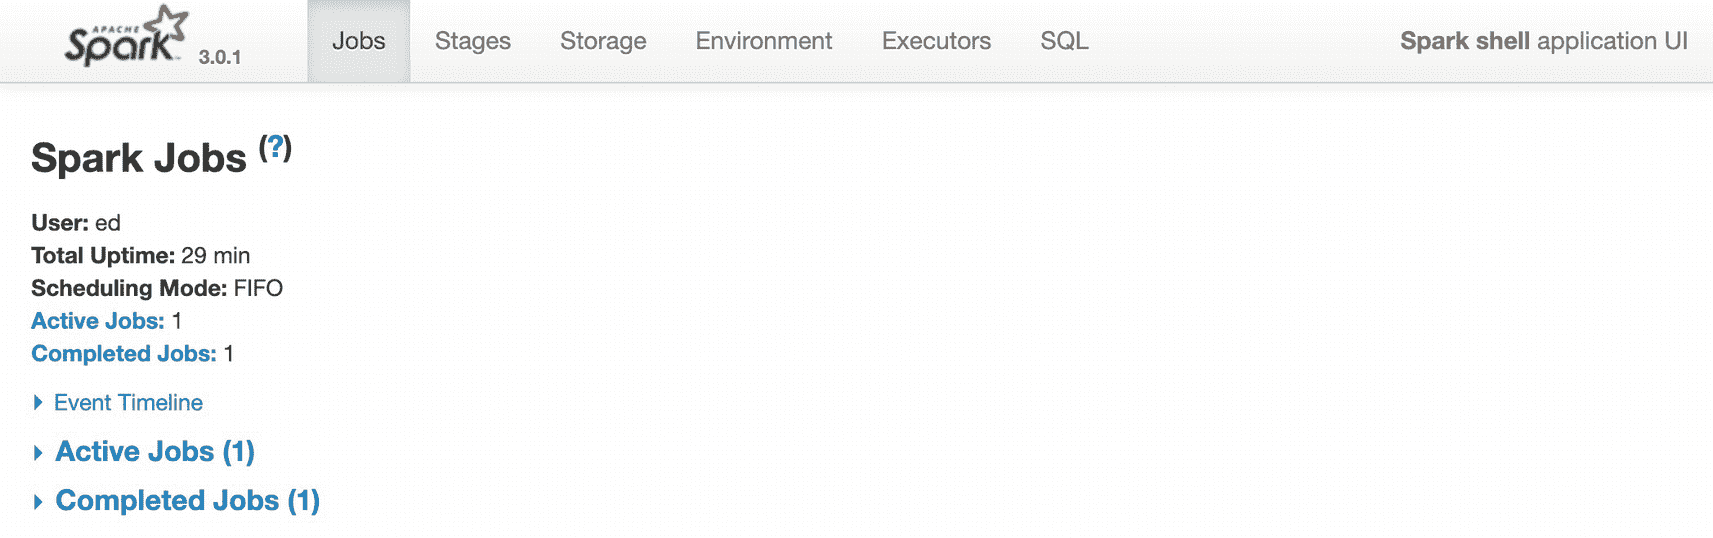 APACHE
Spark 3.0.1 Jobs Stages Storage Environment Executors SQL Spark shell application UI
Spark Jobs (?)
User: ed
Total Uptime: 29 min
Scheduling Mode: FIFO
Active Jobs: 1
Completed Jobs: 1
Event Timeline
Active Jobs (1)
Completed Jobs (1)